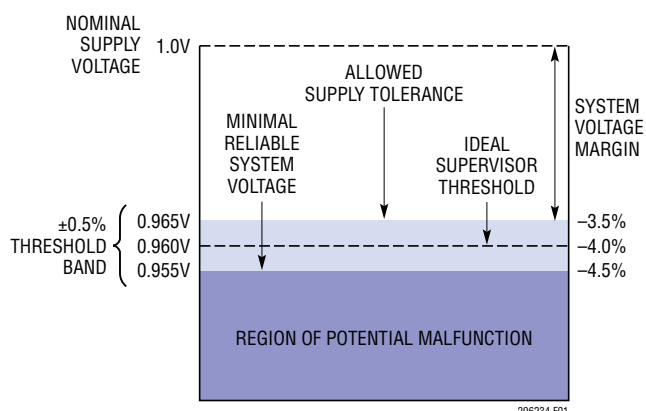 NOMINAL
SUPPLY
VOLTAGE
1.0V
ALLOWED
SUPPLY TOLERANCE
MINIMAL
RELIABLE
SYSTEM
VOLTAGE
IDEAL
SUPERVISOR
THRESHOLD
SYSTEM
VOLTAGE
MARGIN
±0.5%
THRESHOLD
BAND
0.965V
0.960V
0.955V
–3.5%
–4.0%
–4.5%
REGION OF POTENTIAL MALFUNCTION
296234 F01